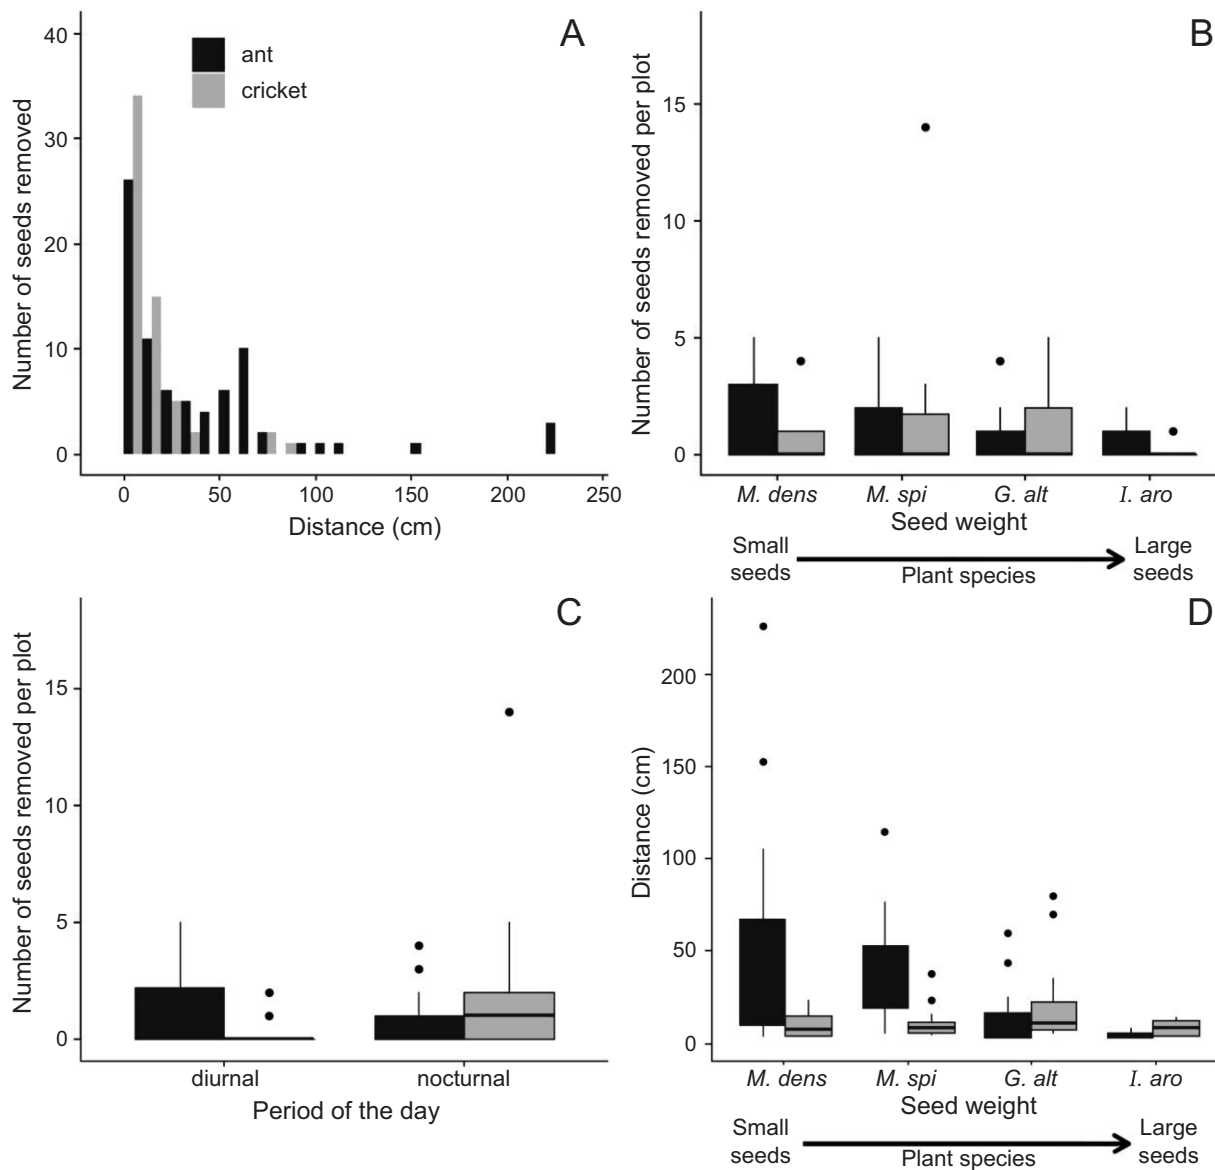 A
ant
cricket
Number of seeds removed
40
30
20
10
0
0 50 100 150 200 250
Distance (cm)
B
Number of seeds removed per plot
15
10
5
0
M. dens M. spi G. alt I. aro
Seed weight
Small seeds
Plant species
Large seeds
C
Number of seeds removed per plot
15
10
5
0
diurnal nocturnal
Period of the day
D
Distance (cm)
200
150
100
50
0
M. dens M. spi G. alt I. aro
Seed weight
Small seeds
Plant species
Large seeds